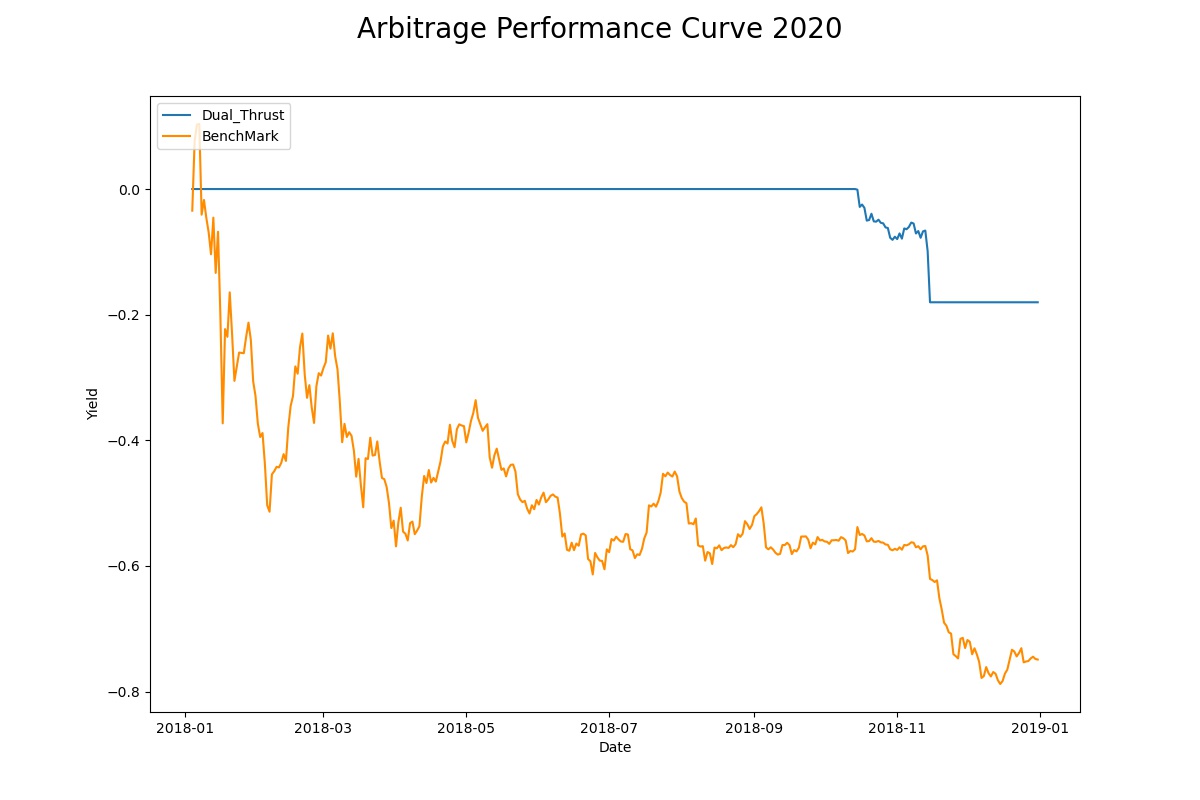 Arbitrage Performance Curve 2020
Dual_Thrust
BenchMark
0.0
−0.2
−0.4
−0.6
−0.8
Yield
2018-01 2018-03 2018-05 2018-07 2018-09 2018-11 2019-01
Date